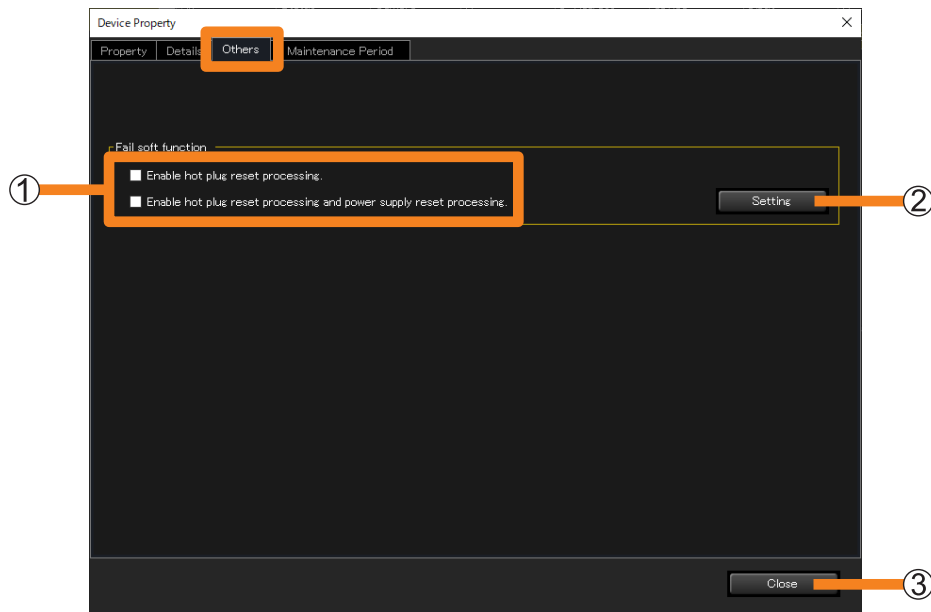 Device Property
Property Details Others Maintenance Period
Fail soft function
① Enable hot plug reset processing.
Enable hot plug reset processing and power supply reset processing.
Setting ②
Close ③